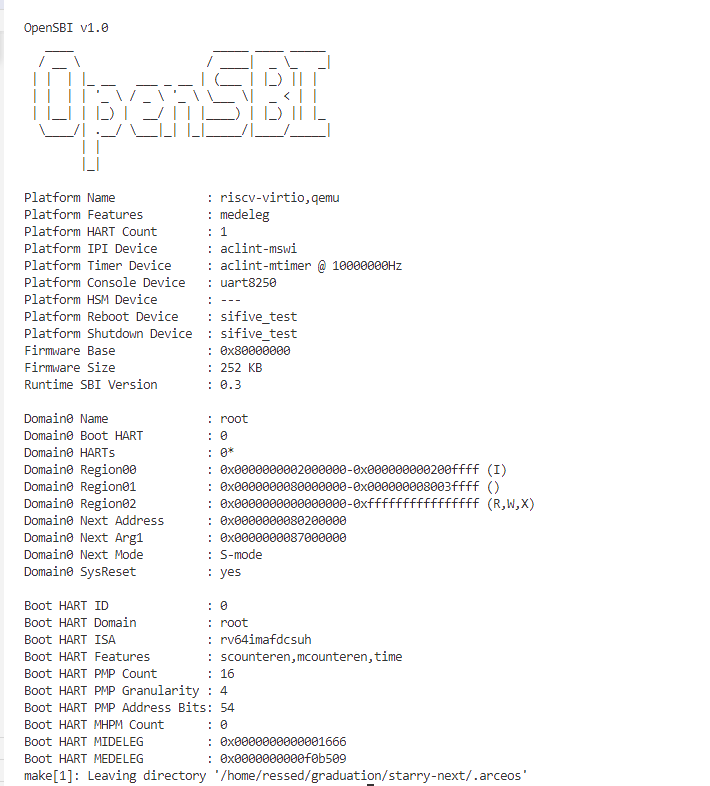 OpenSBI v1.0
   ____                    _____ ____ _____
  / __ \                  / ____|  _ \_   _|
 | |  | |_ __   ___ _ __ | (___ | |_) || |
 | |  | | '_ \ / _ \ '_ \ \___ \|  _ < | |
 | |__| | |_) |  __/ | | |____) | |_) || |_
  \____/| .__/ \___|_| |_|_____/|____/_____|
        | |
        |_|
Platform Name             : riscv-virtio,qemu
Platform Features         : medeleg
Platform HART Count       : 1
Platform IPI Device       : aclint-mswi
Platform Timer Device     : aclint-mtimer @ 10000000Hz
Platform Console Device   : uart8250
Platform HSM Device       : ---
Platform Reboot Device    : sifive_test
Platform Shutdown Device  : sifive_test
Firmware Base             : 0x80000000
Firmware Size             : 252 KB
Runtime SBI Version       : 0.3
Domain0 Name              : root
Domain0 Boot HART         : 0
Domain0 HARTs             : 0*
Domain0 Region00          : 0x0000000002000000-0x000000000200ffff (I)
Domain0 Region01          : 0x0000000080000000-0x000000008003ffff ()
Domain0 Region02          : 0x0000000000000000-0xffffffffffffffff (R,W,X)
Domain0 Next Address      : 0x0000000080200000
Domain0 Next Arg1         : 0x0000000087000000
Domain0 Next Mode         : S-mode
Domain0 SysReset          : yes
Boot HART ID              : 0
Boot HART Domain          : root
Boot HART ISA             : rv64imafdcsuh
Boot HART Features        : scounteren,mcounteren,time
Boot HART PMP Count       : 16
Boot HART PMP Granularity : 4
Boot HART PMP Address Bits: 54
Boot HART MHPM Count      : 0
Boot HART MIDELEG         : 0x0000000000001666
Boot HART MEDELEG         : 0x0000000000f0b509
make[1]: Leaving directory '/home/ressed/graduation/starry-next/.arceos'